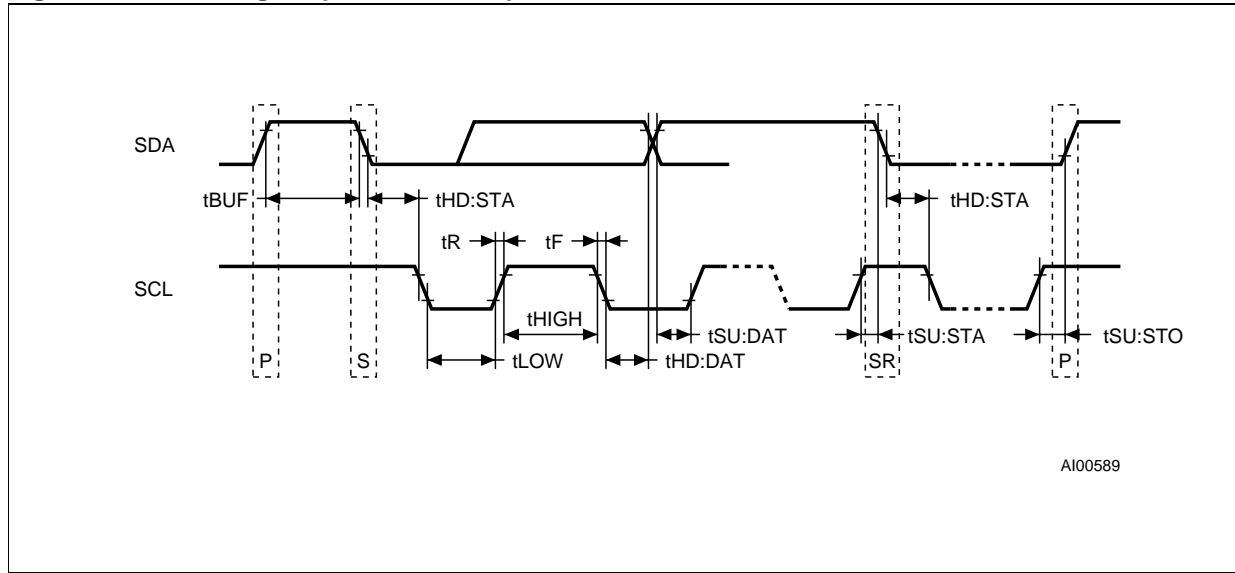 SDA
tBUF
tHD:STA
tHD:STA
tR
tF
SCL
tHIGH
tSU:DAT
tSU:STA
tSU:STO
P
S
tLOW
tHD:DAT
SR
P
AI00589